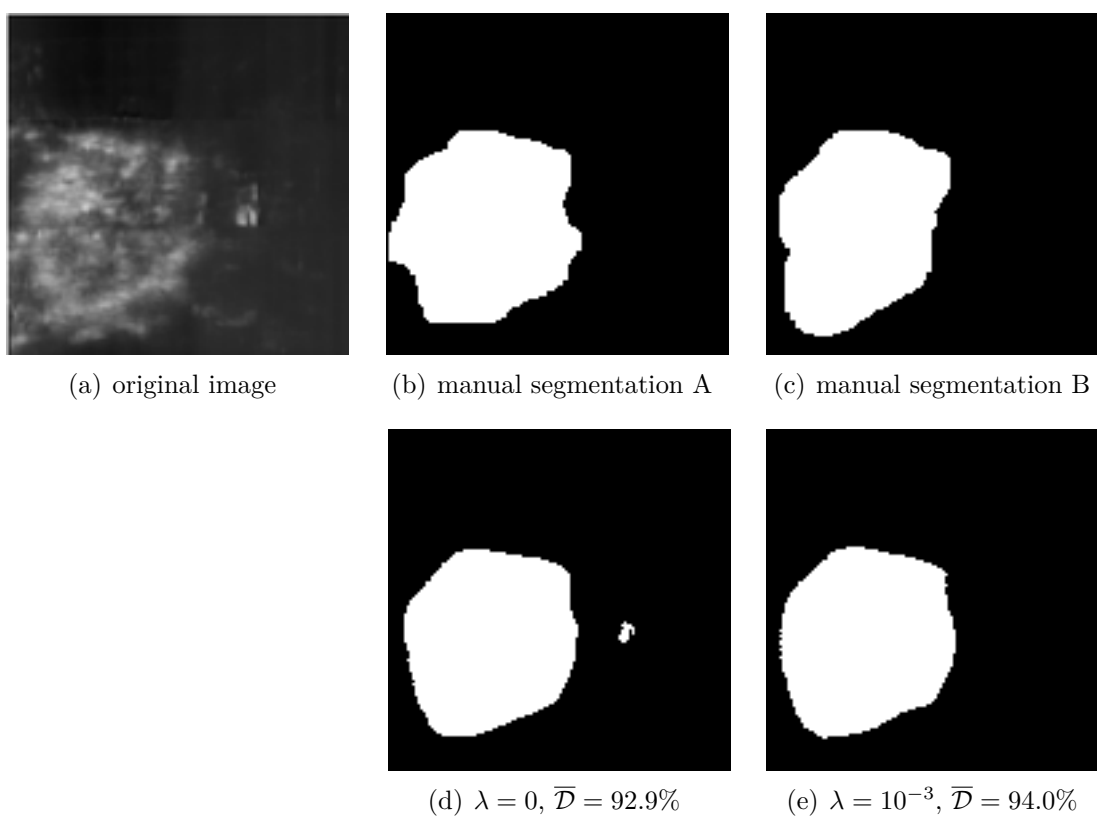 (a) original image
(b) manual segmentation A
(c) manual segmentation B
(d) λ = 0, 𝒟̅ = 92.9%
(e) λ = 10⁻³, 𝒟̅ = 94.0%